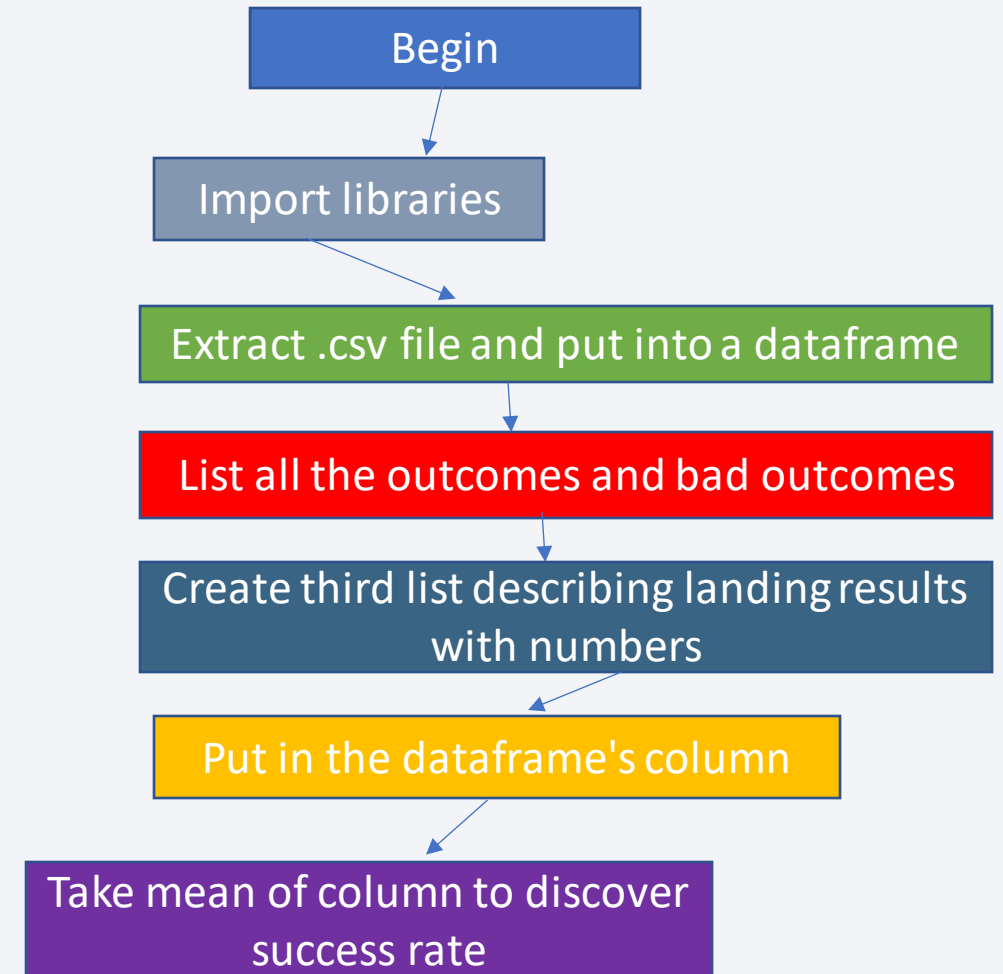 Begin
Import libraries
Extract .csv file and put into a dataframe
List all the outcomes and bad outcomes
Create third list describing landing results
with numbers
Put in the dataframe's column
Take mean of column to discover
success rate